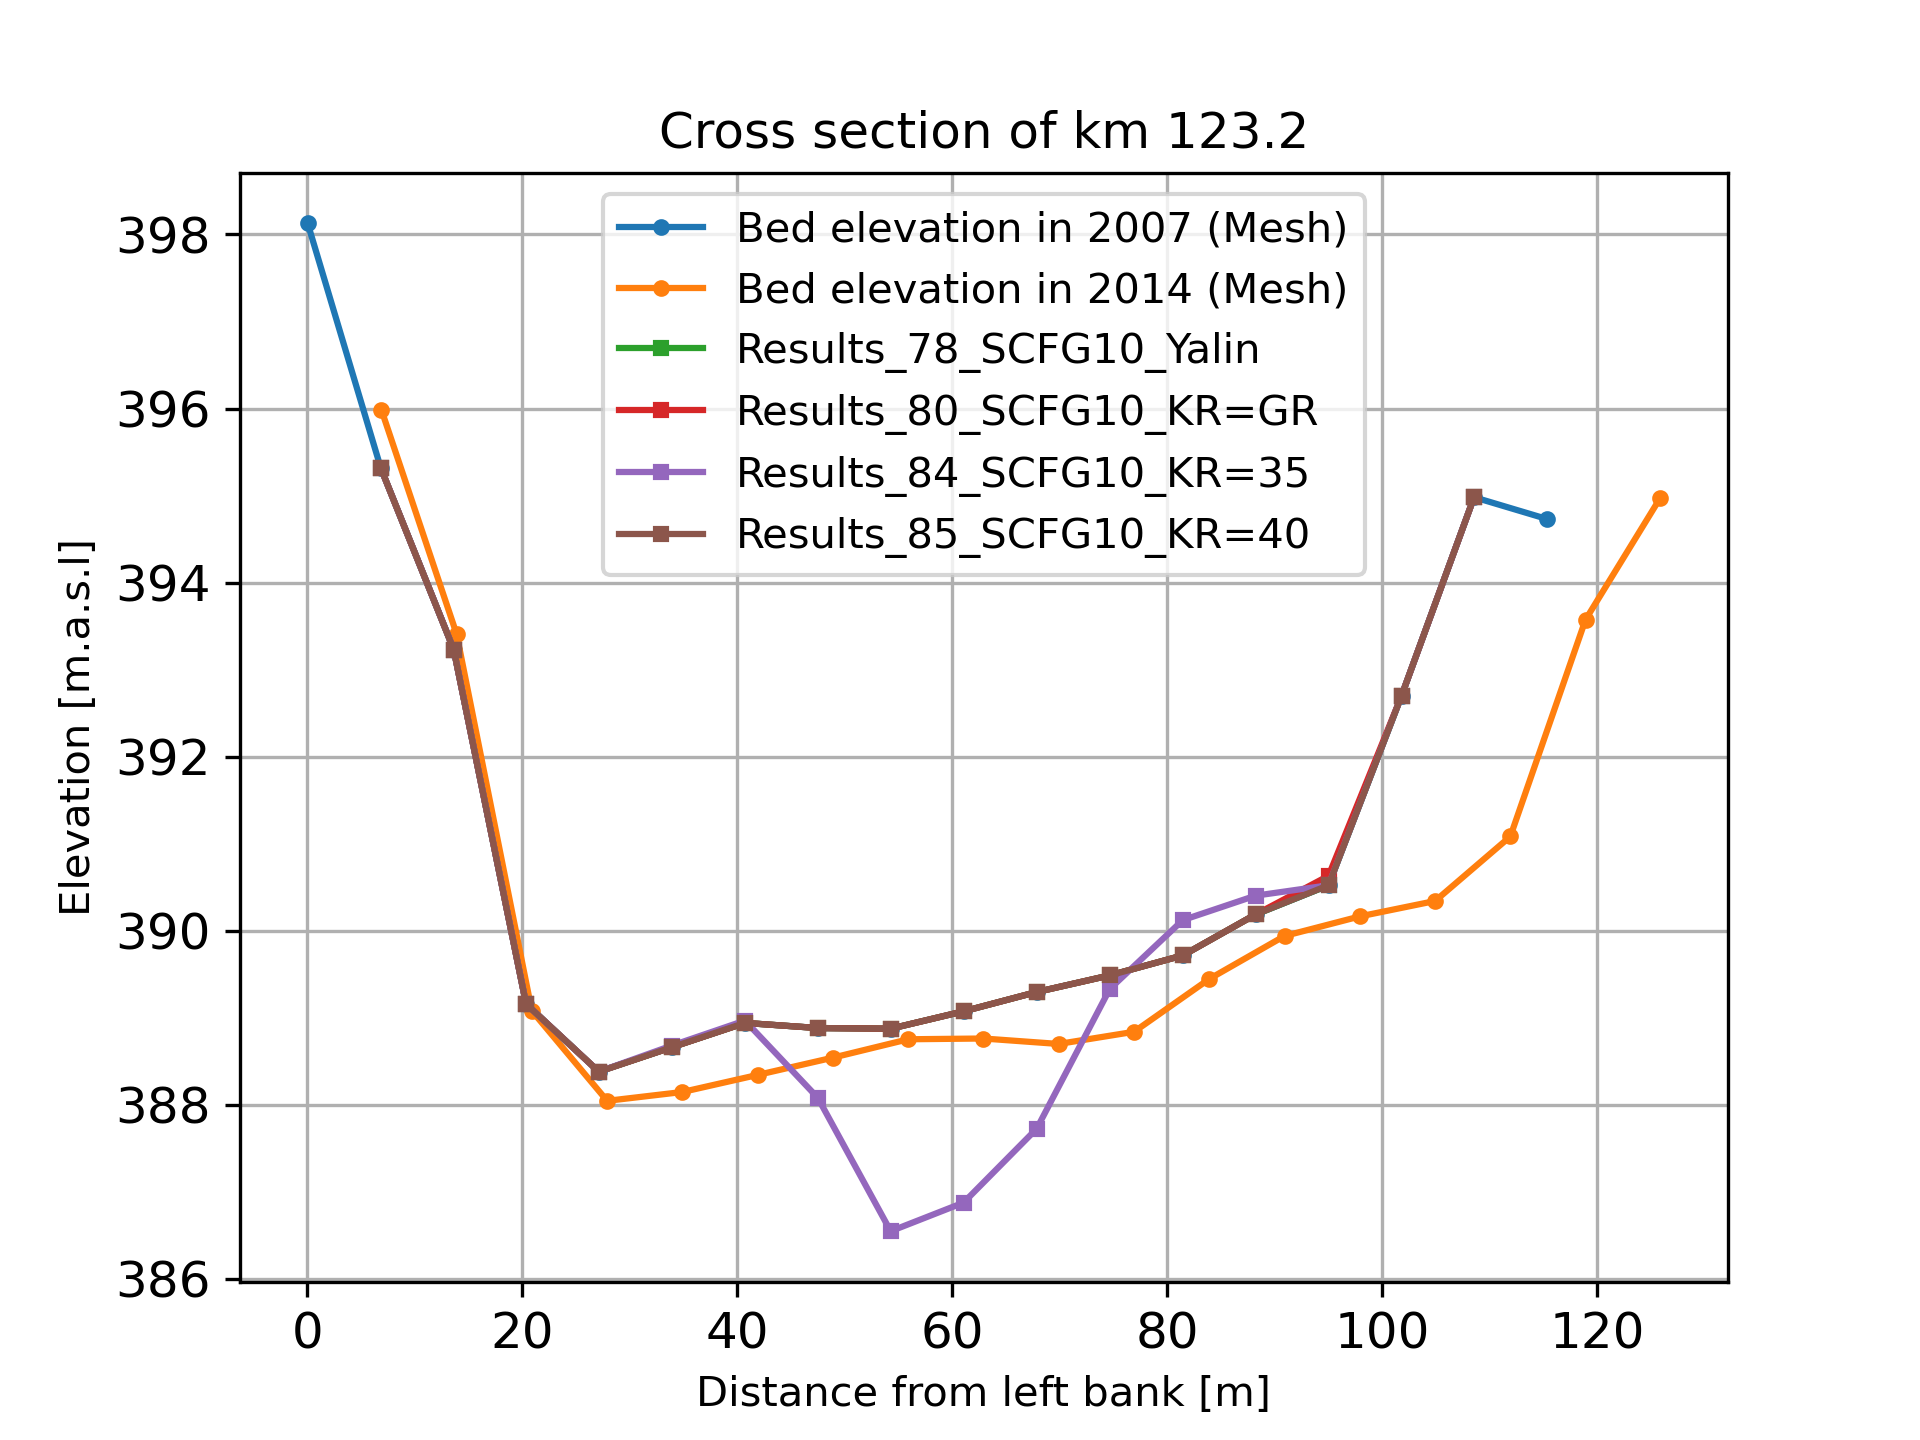 Cross section of km 123.2
398
396
394
392
390
388
386
Elevation [m.a.s.l]
Bed elevation in 2007 (Mesh)
Bed elevation in 2014 (Mesh)
Results_78_SCFG10_Yalin
Results_80_SCFG10_KR=GR
Results_84_SCFG10_KR=35
Results_85_SCFG10_KR=40
0 20 40 60 80 100 120
Distance from left bank [m]